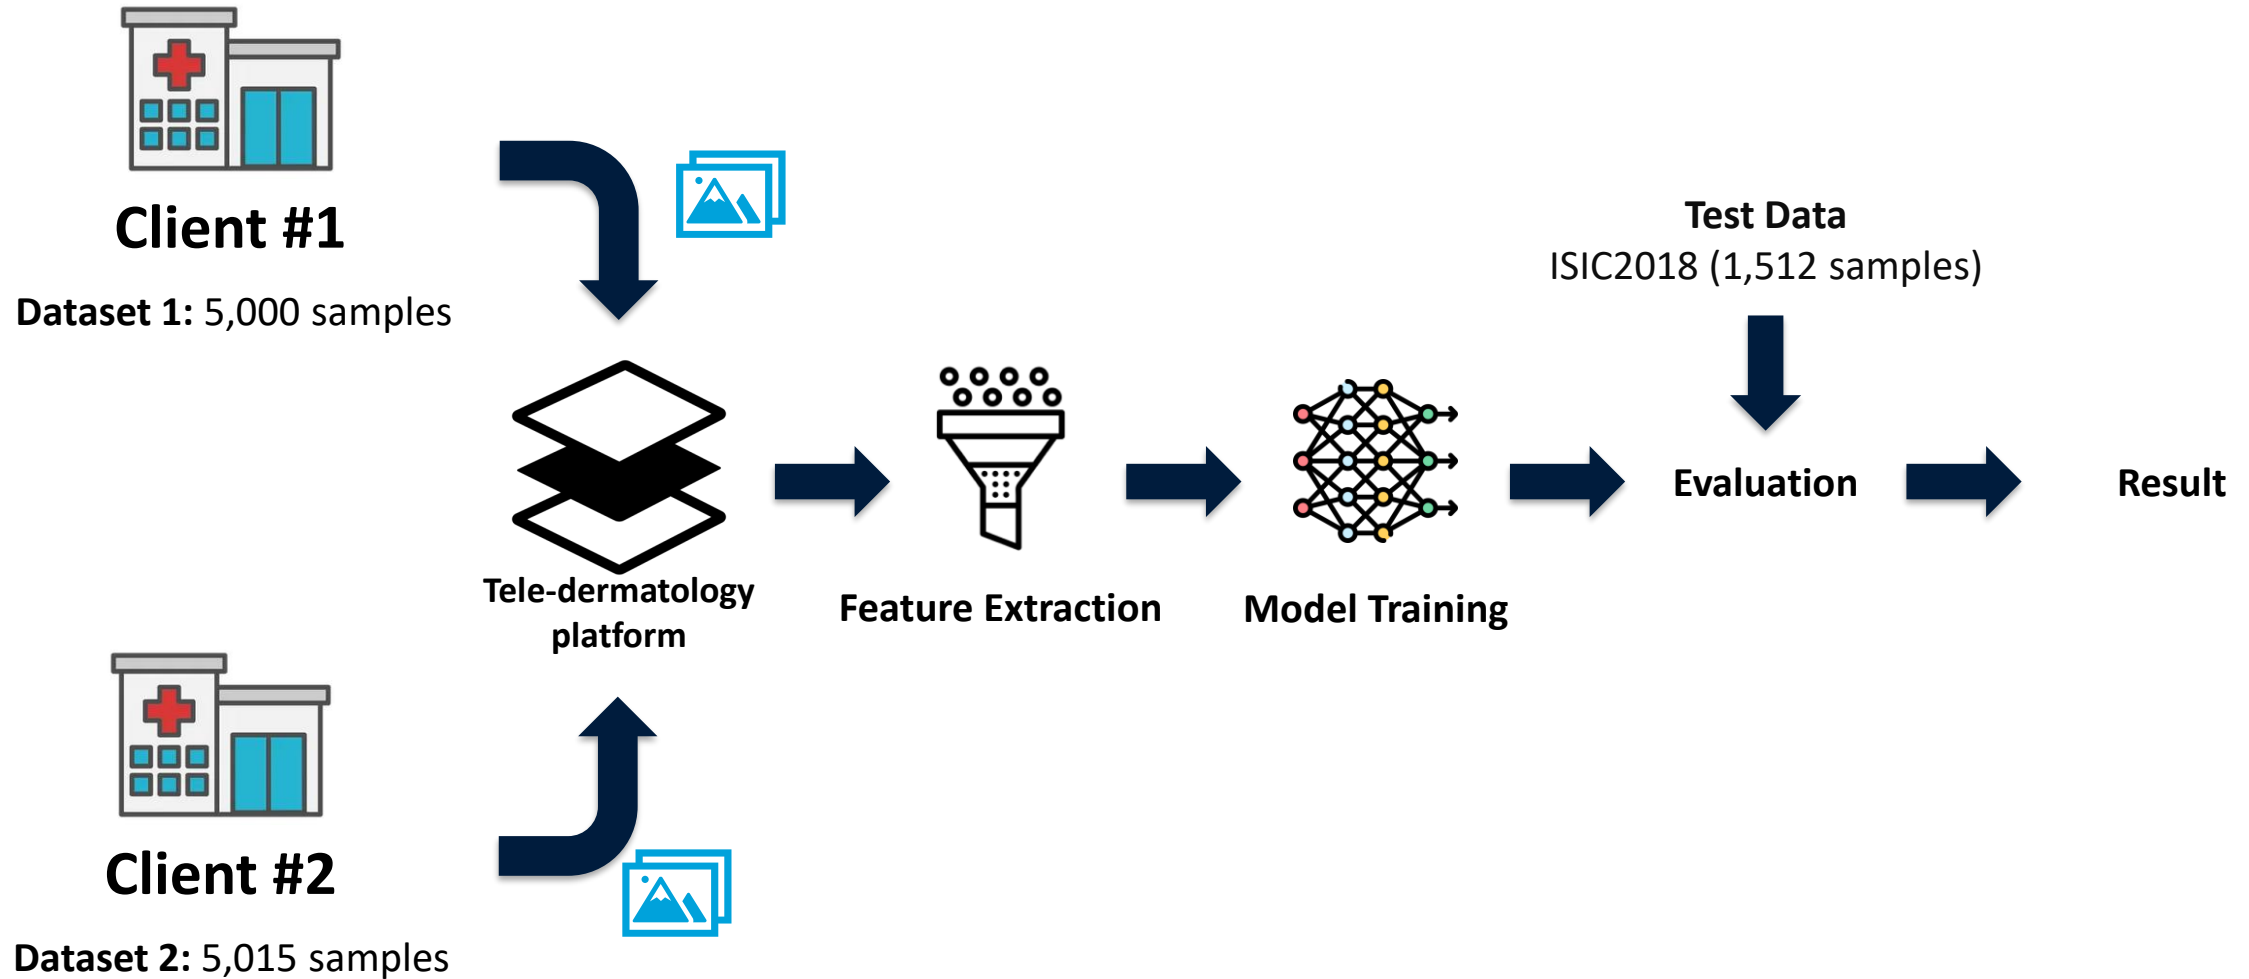 Client #1
Dataset 1: 5,000 samples
Test Data
ISIC2018 (1,512 samples)
Tele-dermatology
platform
Feature Extraction
Model Training
Evaluation
Result
Client #2
Dataset 2: 5,015 samples